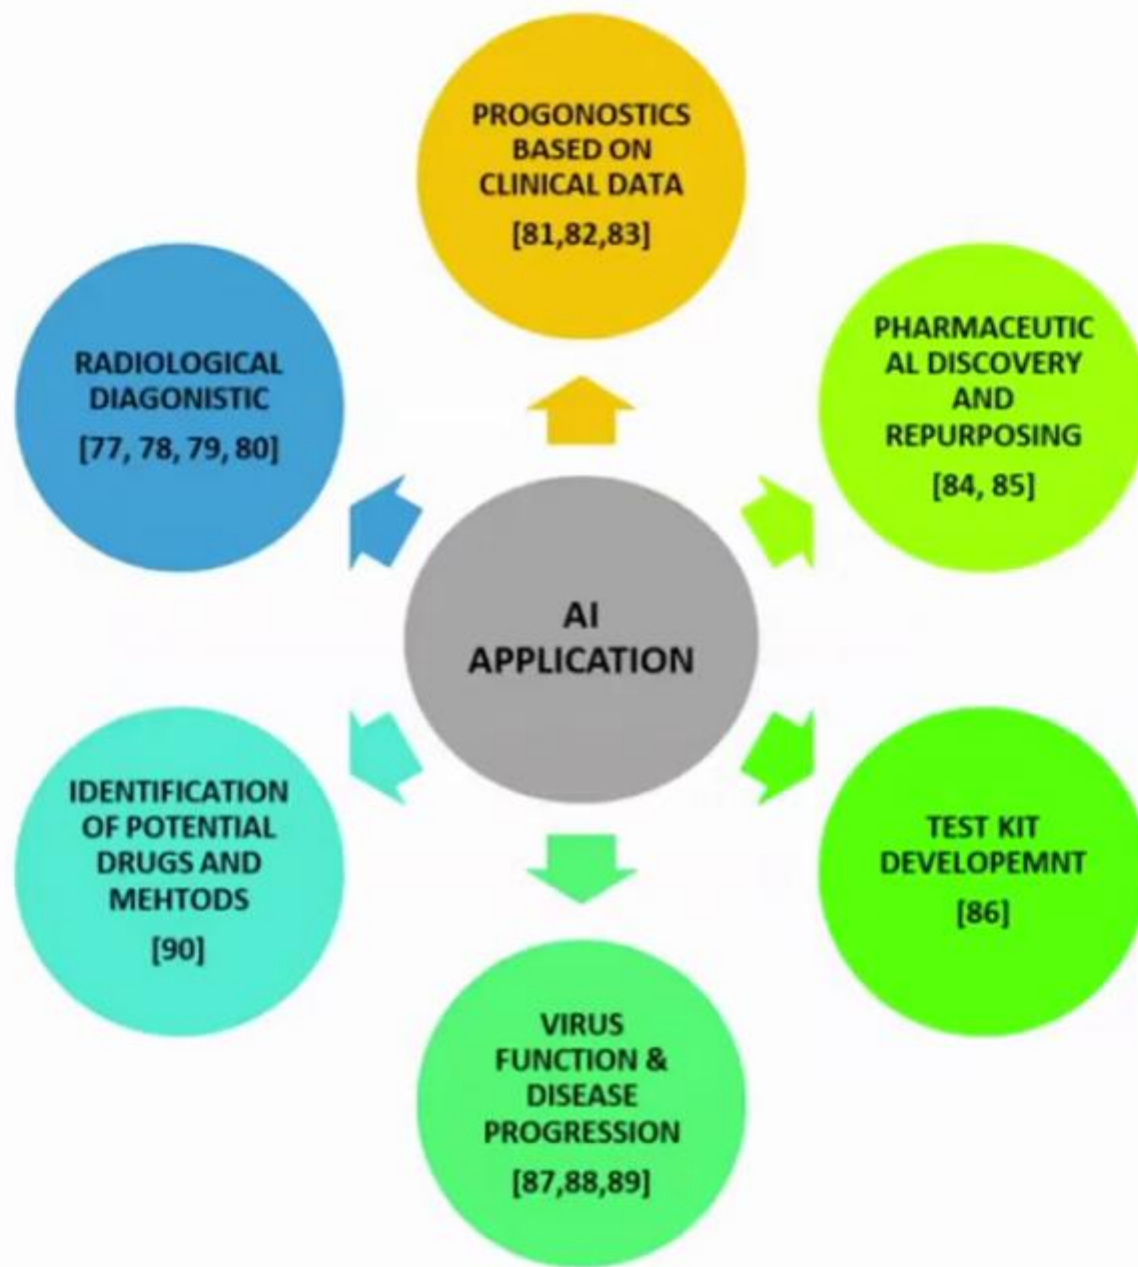 PROGONOSTICS
BASED ON
CLINICAL DATA
[81,82,83]
RADIOLOGICAL
DIAGONISTIC
[77, 78, 79, 80]
PHARMACEUTIC
AL DISCOVERY
AND
REPURPOSING
[84, 85]
AI
APPLICATION
IDENTIFICATION
OF POTENTIAL
DRUGS AND
MEHTODS
[90]
TEST KIT
DEVELOPEMNT
[86]
VIRUS
FUNCTION &
DISEASE
PROGRESSION
[87,88,89]